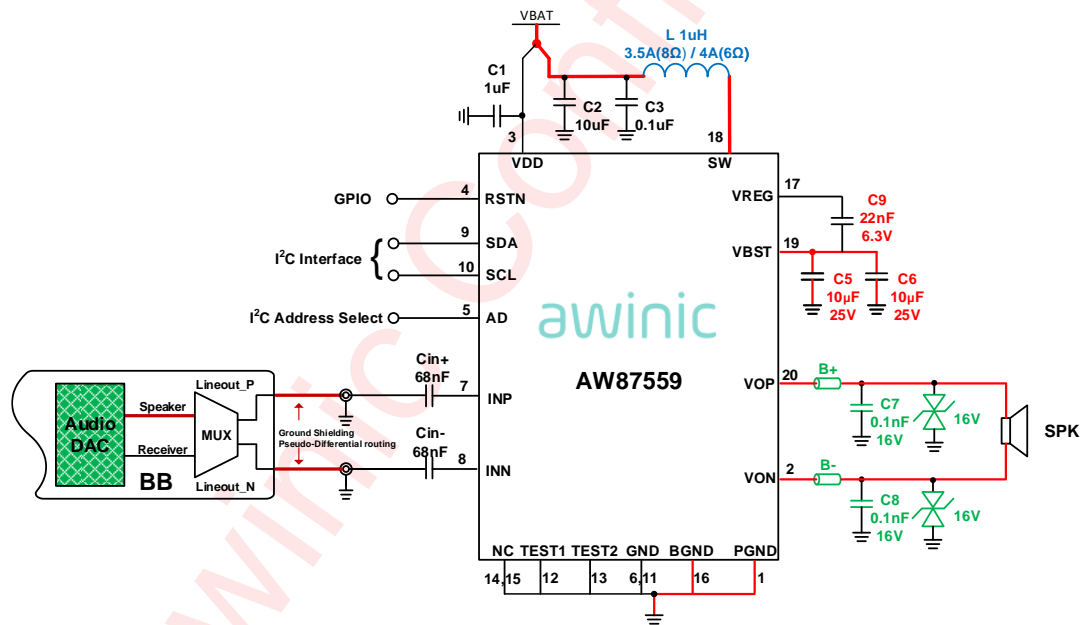 VBAT
L 1uH
3.5A(8Ω) / 4A(6Ω)
C1
1uF
C2
10uF
C3
0.1uF
3
18
VDD
SW
GPIO
4
RSTN
I²C Interface
9
SDA
10
SCL
I²C Address Select
5
AD
VREG
17
C9
22nF
6.3V
VBST
19
C5
10μF
25V
C6
10μF
25V
awinic
AW87559
Audio
DAC
Speaker
Receiver
BB
MUX
Lineout_P
Lineout_N
Ground Shielding
Pseudo-Differential routing
Cin+
68nF
7
INP
Cin-
68nF
8
INN
VOP
20
B+
C7
0.1nF
16V
16V
SPK
VON
2
B-
C8
0.1nF
16V
16V
NC TEST1 TEST2 GND BGND PGND
14,15 12 13 6,11 16 1
awinic Confi